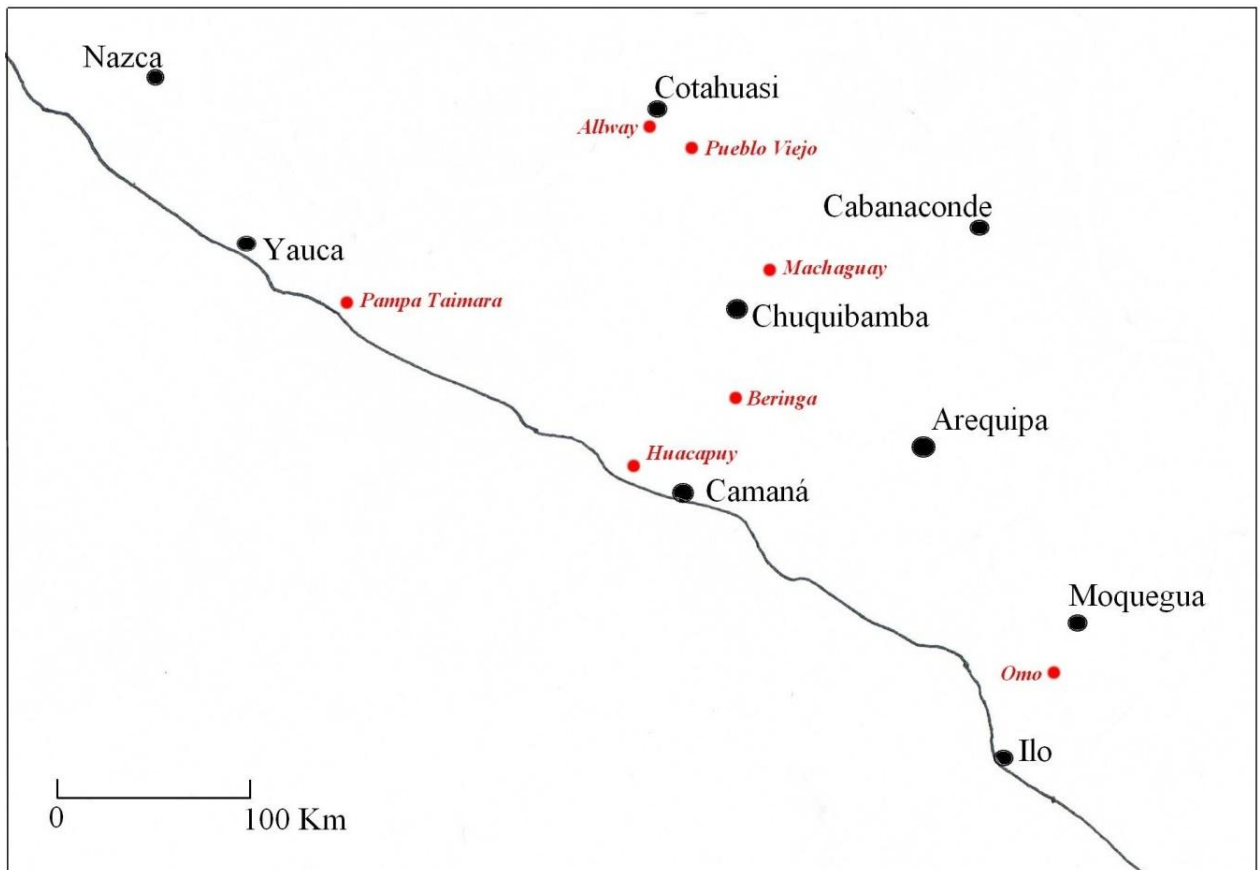 Nazca
Cotahuasi
Allway
Pueblo Viejo
Cabanaconde
Yauca
Machaguay
Pampa Taimara
Chuquibamba
Beringa
Arequipa
Huacapuy
Camaná
Moquegua
Omo
Ilo
0 100 Km